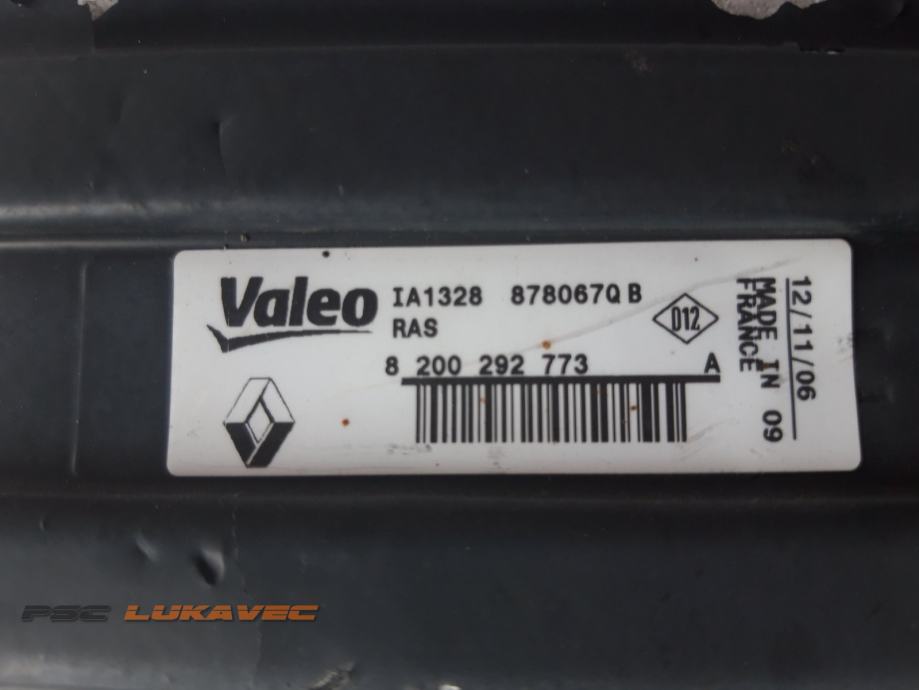 Valeo IA1328 878067Q B
RAS
D12
8 200 292 773 A
12/11/06
MADE IN 09
FRANCE
PSC LUKAVEC